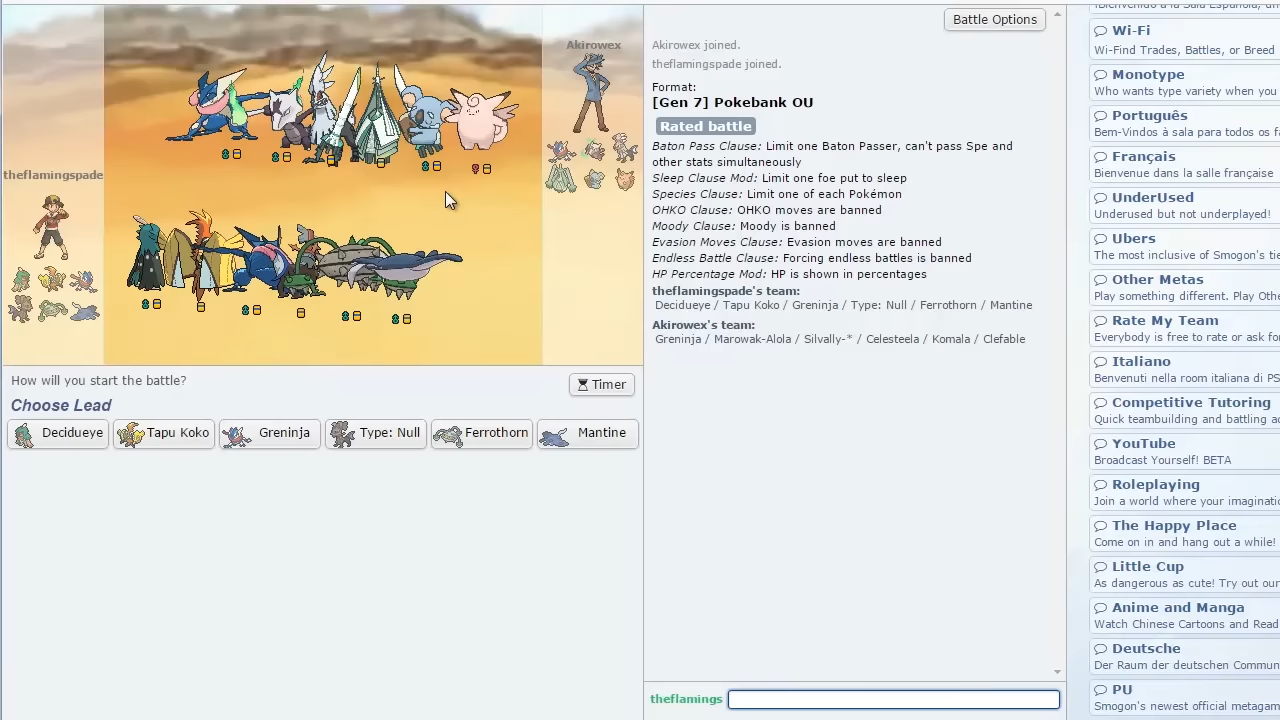 Akirowex
theflamingspade
How will you start the battle?
Timer
Choose Lead
Decidueye
Tapu Koko
Greninja
Type: Null
Ferrothorn
Mantine
Battle Options
Akirowex joined.
theflamingspade joined.
Format:
[Gen 7] Pokebank OU
Rated battle
Baton Pass Clause: Limit one Baton Passer, can't pass Spe and
other stats simultaneously
Sleep Clause Mod: Limit one foe put to sleep
Species Clause: Limit one of each Pokémon
OHKO Clause: OHKO moves are banned
Moody Clause: Moody is banned
Evasion Moves Clause: Evasion moves are banned
Endless Battle Clause: Forcing endless battles is banned
HP Percentage Mod: HP is shown in percentages
theflamingspade's team:
Decidueye / Tapu Koko / Greninja / Type: Null / Ferrothorn / Mantine
Akirowex's team:
Greninja / Marowak-Alola / Silvally-* / Celesteela / Komala / Clefable
theflamings
Wi-Fi
Wi-Find Trades, Battles, or Breed
Monotype
Who wants type variety when you
Português
Bem-Vindos à sala para todos os fa
Français
Bienvenue dans la salle française
UnderUsed
Underused but not underplayed!
Ubers
The most inclusive of Smogon's tie
Other Metas
Play something different. Play Othe
Rate My Team
Everybody is free to rate or ask fo
Italiano
Benvenuti nella room italiana di PS
Competitive Tutoring
Quick teambuilding and battling ad
YouTube
Broadcast Yourself! BETA
Roleplaying
Join a world where your imaginatio
The Happy Place
Come on in and hang out a while!
Little Cup
As dangerous as cute! Try out our
Anime and Manga
Watch Chinese Cartoons and Read
Deutsche
Der Raum der deutschen Commun
PU
Smogon's newest official metagam